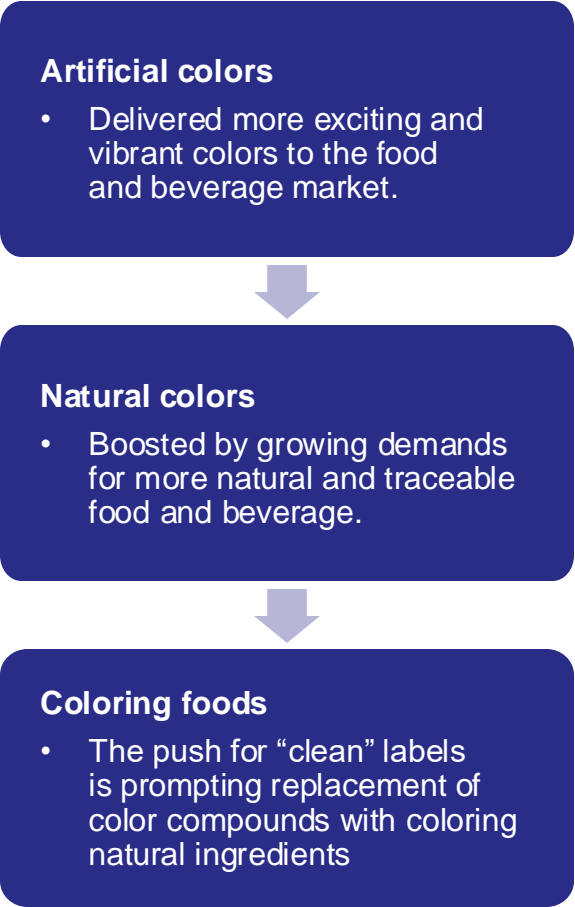 Artificial colors
• Delivered more exciting and
vibrant colors to the food
and beverage market.
Natural colors
• Boosted by growing demands
for more natural and traceable
food and beverage.
Coloring foods
• The push for “clean” labels
is prompting replacement of
color compounds with coloring
natural ingredients